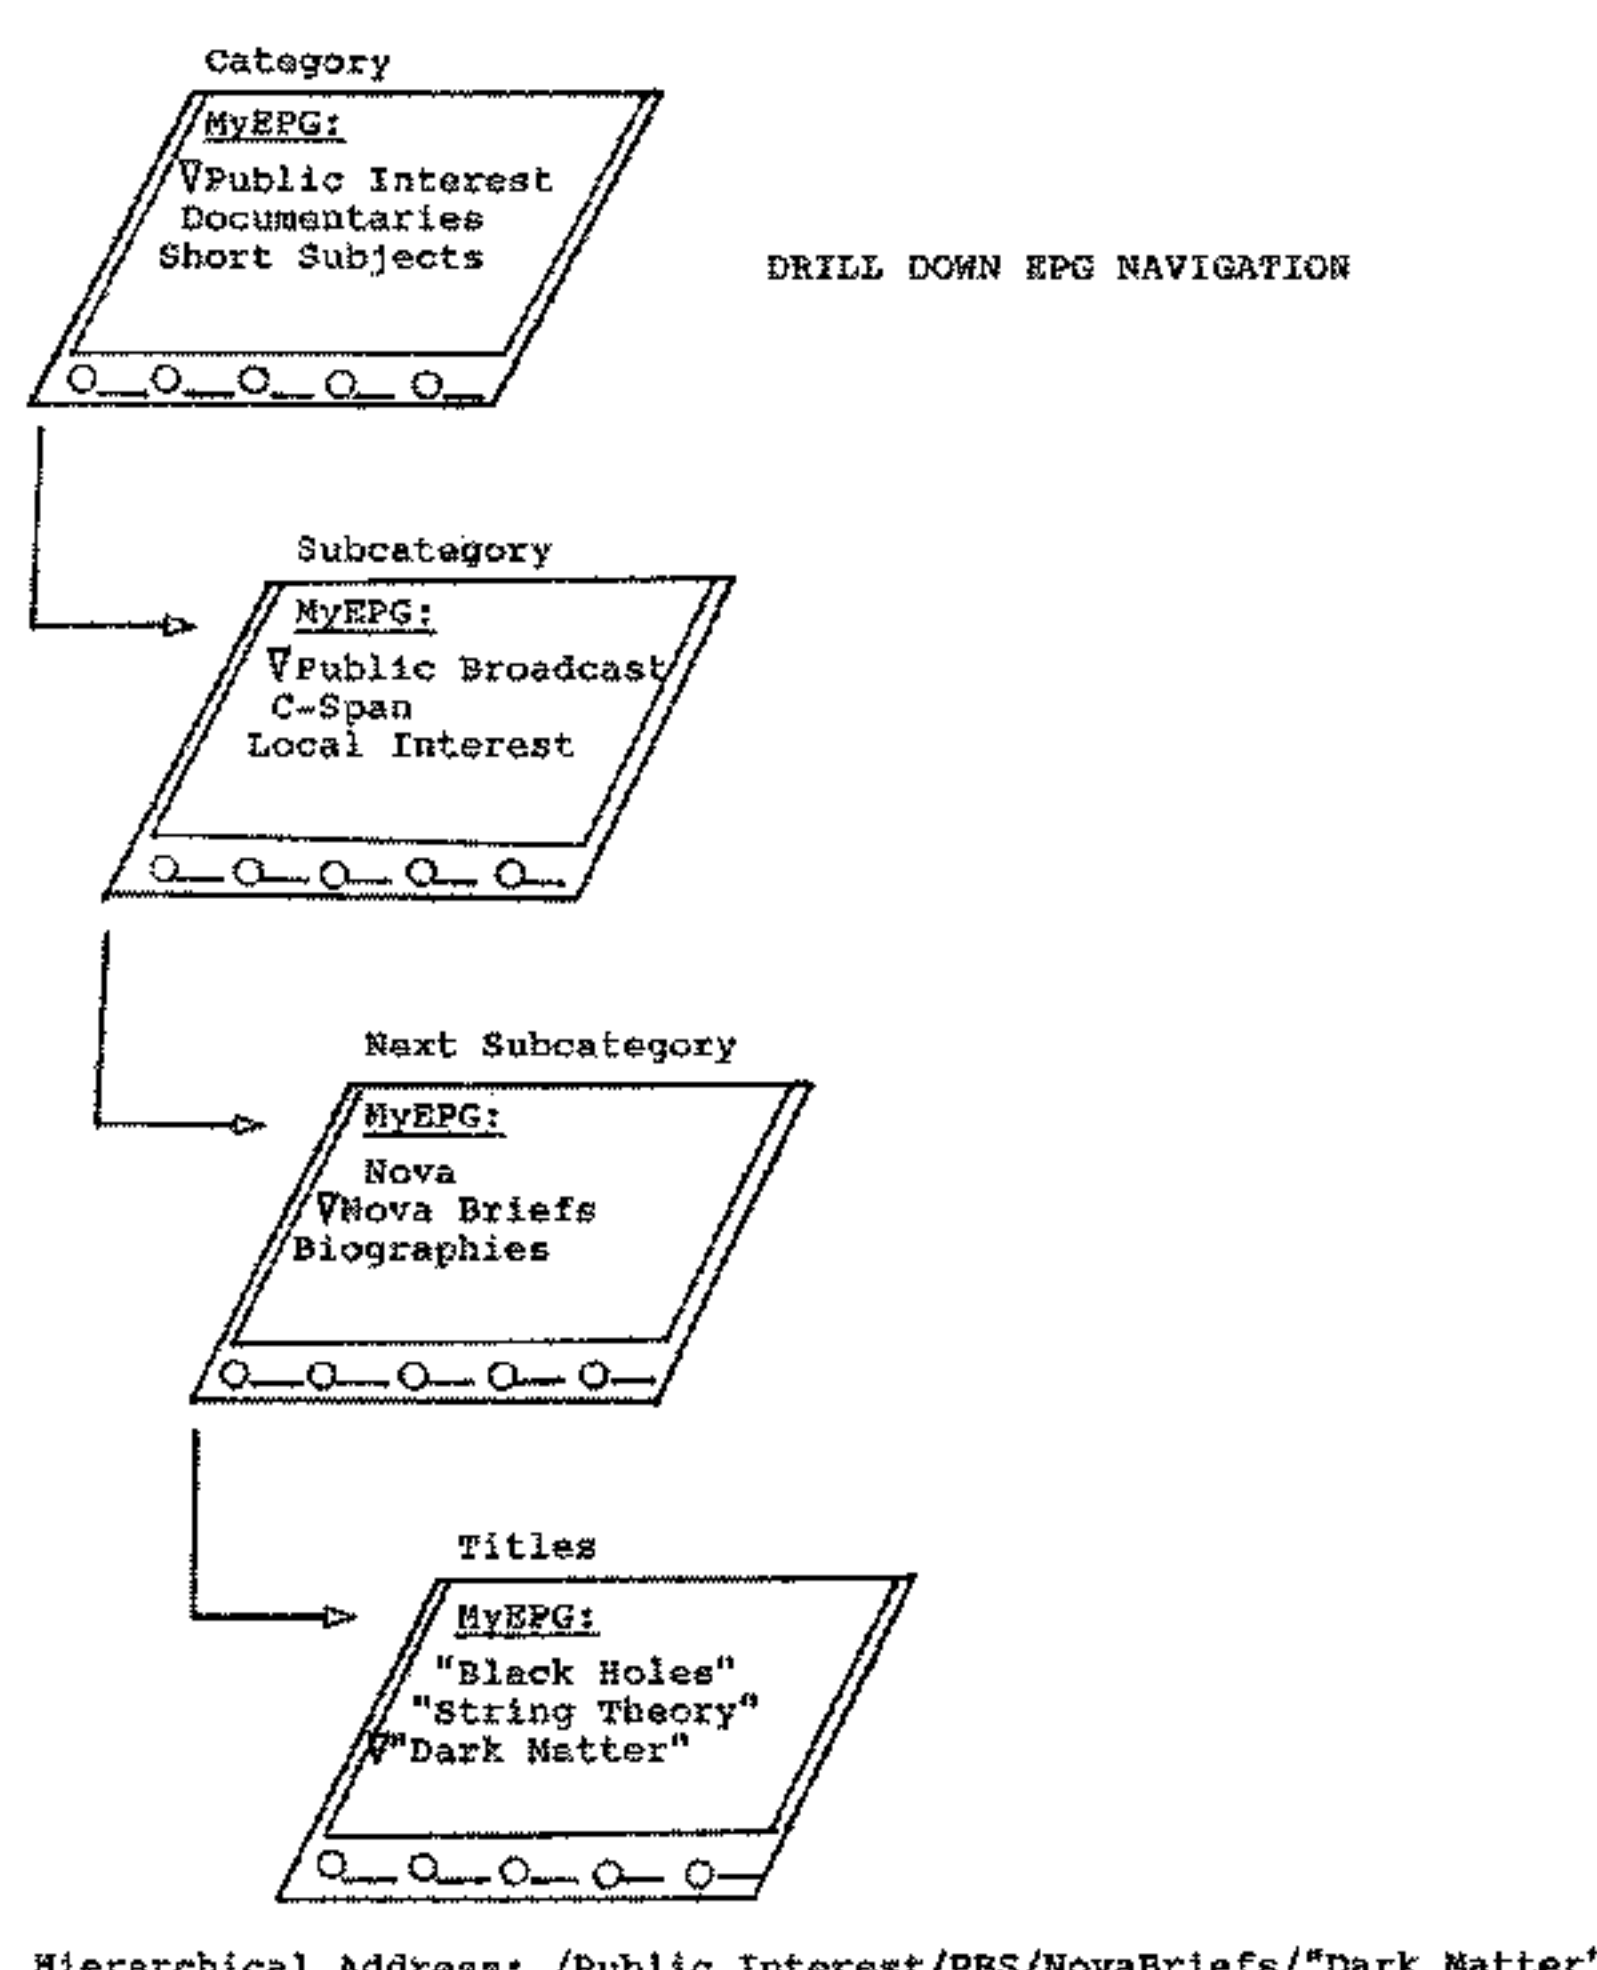 Category
MyEPG:
∇Public Interest
Documentaries
Short Subjects
DRILL DOWN EPG NAVIGATION
Subcategory
MyEPG:
∇Public Broadcast
C-Span
Local Interest
Next Subcategory
MyEPG:
Nova
∇Nova Briefs
Biographies
Titles
MyEPG:
"Black Holes"
"String Theory"
∇"Dark Matter"
Hierarchical Address: /Public Interest/PBS/NovaBriefs/"Dark Matter"